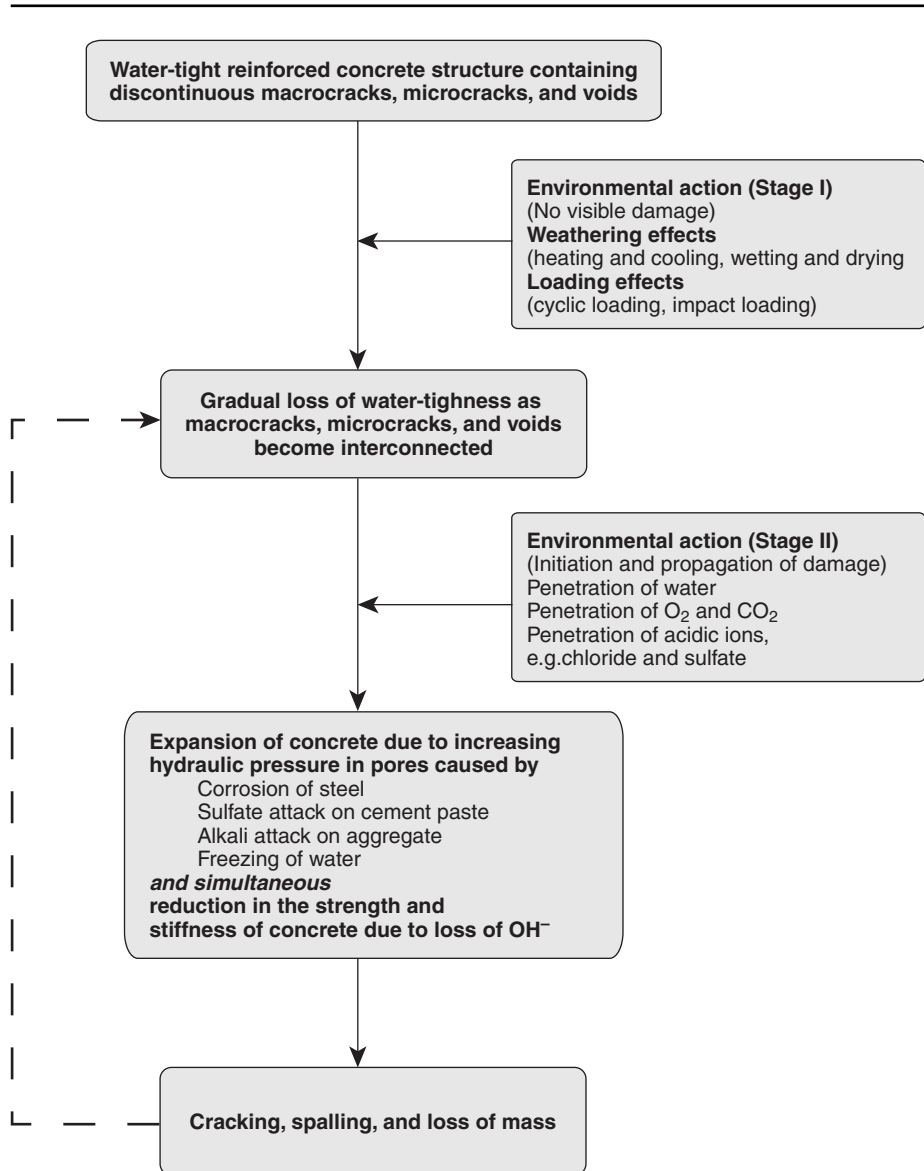 Water-tight reinforced concrete structure containing
discontinuous macrocracks, microcracks, and voids
Environmental action (Stage I)
(No visible damage)
Weathering effects
(heating and cooling, wetting and drying
Loading effects
(cyclic loading, impact loading)
Gradual loss of water-tighness as
macrocracks, microcracks, and voids
become interconnected
Environmental action (Stage II)
(Initiation and propagation of damage)
Penetration of water
Penetration of O₂ and CO₂
Penetration of acidic ions,
e.g.chloride and sulfate
Expansion of concrete due to increasing
hydraulic pressure in pores caused by
Corrosion of steel
Sulfate attack on cement paste
Alkali attack on aggregate
Freezing of water
and simultaneous
reduction in the strength and
stiffness of concrete due to loss of OH⁻
Cracking, spalling, and loss of mass